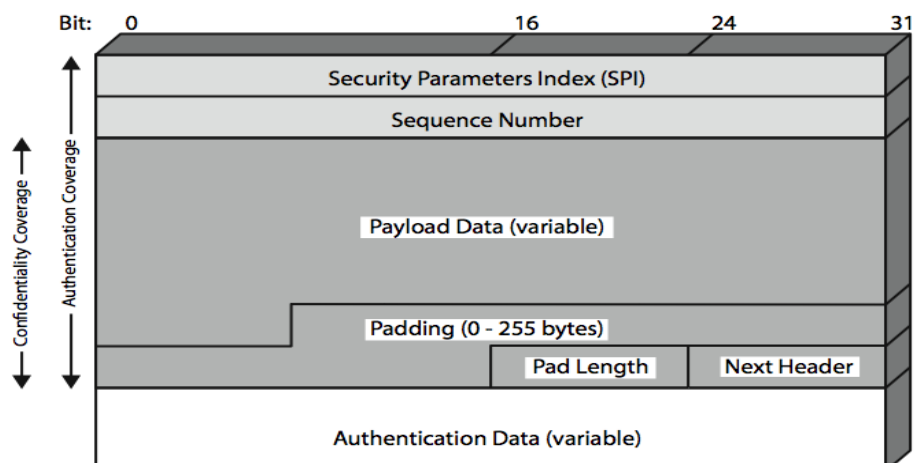 Bit: 0 16 24 31
Security Parameters Index (SPI)
Sequence Number
Payload Data (variable)
Padding (0 - 255 bytes)
Pad Length Next Header
Authentication Data (variable)
Confidentiality Coverage
Authentication Coverage